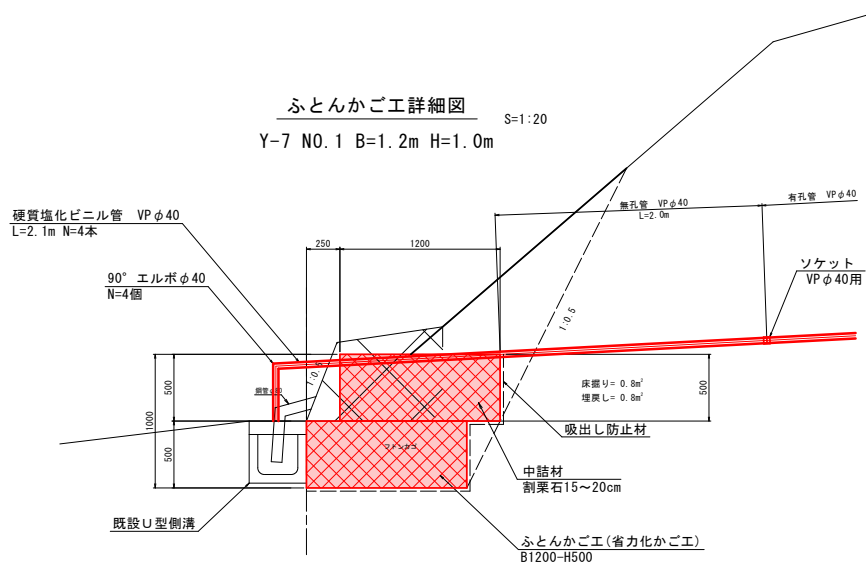 ふとんかご工詳細図
S=1:20
Y-7 NO.1 B=1.2m H=1.0m
無孔管 VPφ40
L=2.0m
有孔管 VPφ40
硬質塩化ビニル管 VPφ40
L=2.1m N=4本
250
1200
ソケット
VPφ40用
90° エルボφ40
N=4個
1:0.5
1:0.5
500
500
1000
500
床掘り= 0.8㎡
埋戻し= 0.8㎡
吸出し防止材
中詰材
割栗石15～20cm
既設U型側溝
ふとんかご工(省力化かご工)
B1200-H500